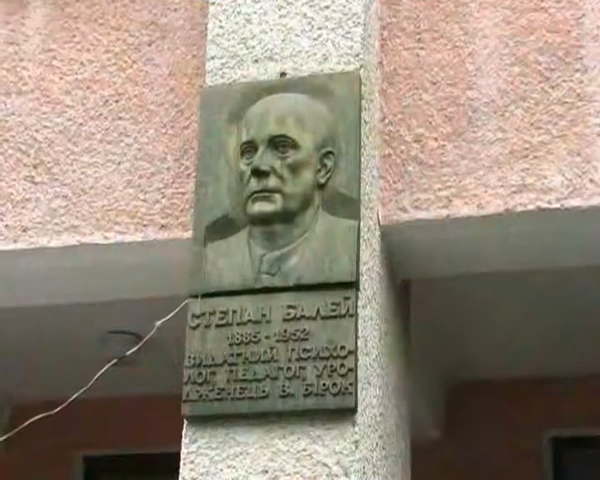 СТЕПАН БАЛЕЙ
1885-1952
ВИДАТНИЙ ПСИХО-
ЛОГ ПЕДАГОГ УРО-
ДЖЕНЕЦЬ В. БІРОК